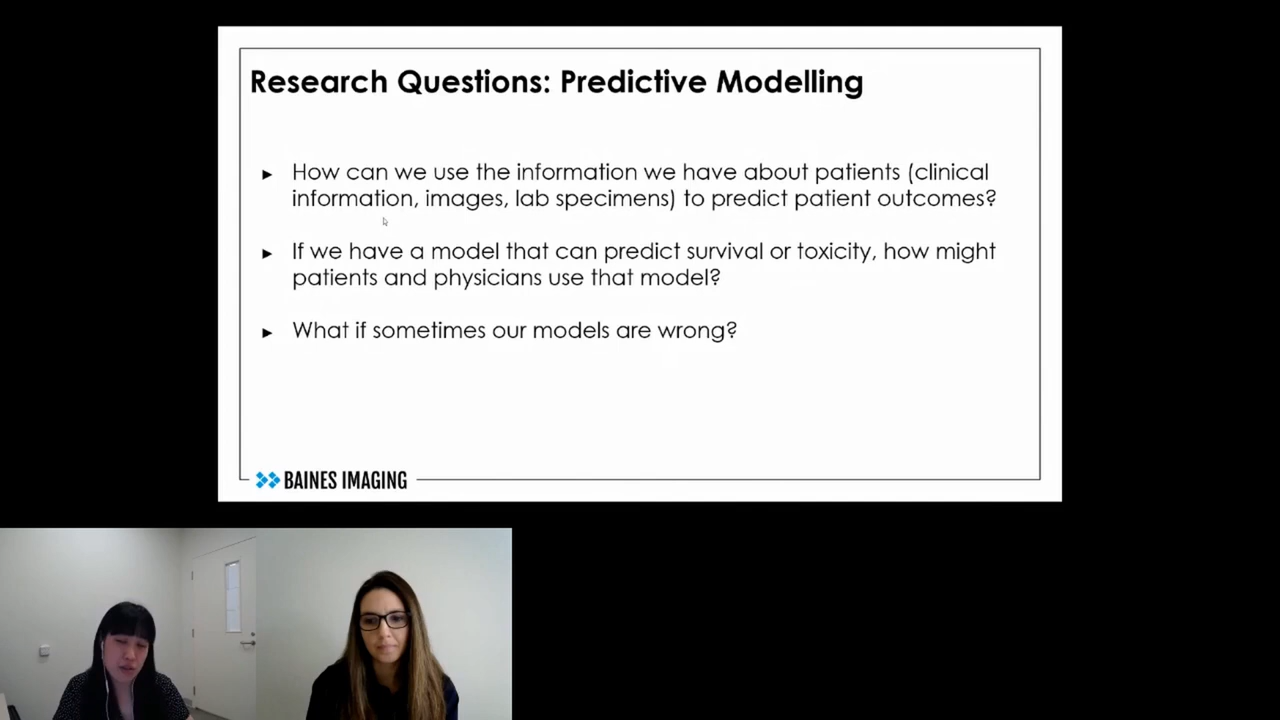 Research Questions: Predictive Modelling
► How can we use the information we have about patients (clinical
information, images, lab specimens) to predict patient outcomes?
► If we have a model that can predict survival or toxicity, how might
patients and physicians use that model?
► What if sometimes our models are wrong?
BAINES IMAGING